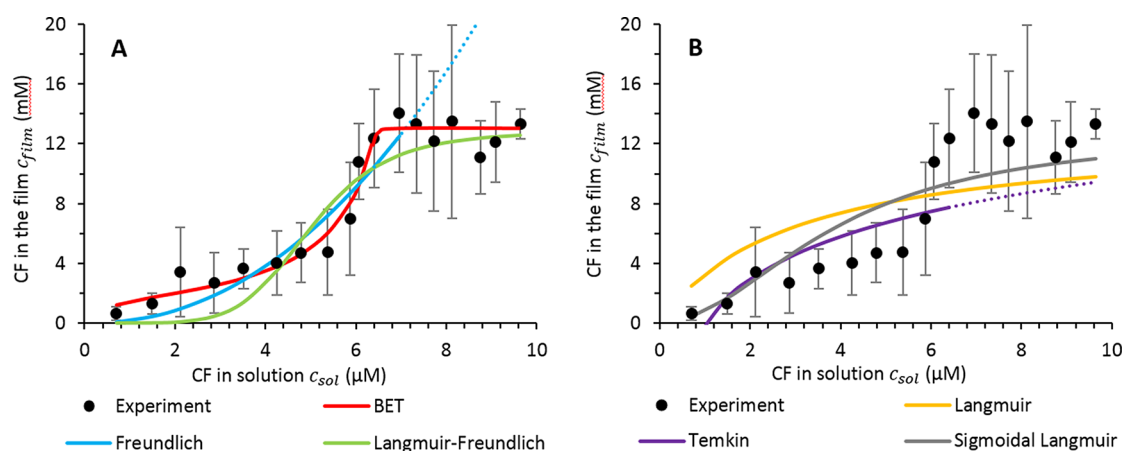 A
CF in the film c_film (mM)
20
16
12
8
4
0
0 2 4 6 8 10
CF in solution c_sol (µM)
Experiment BET
Freundlich Langmuir-Freundlich
B
CF in the film c_film (mM)
20
16
12
8
4
0
0 2 4 6 8 10
CF in solution c_sol (µM)
Experiment Langmuir
Temkin Sigmoidal Langmuir